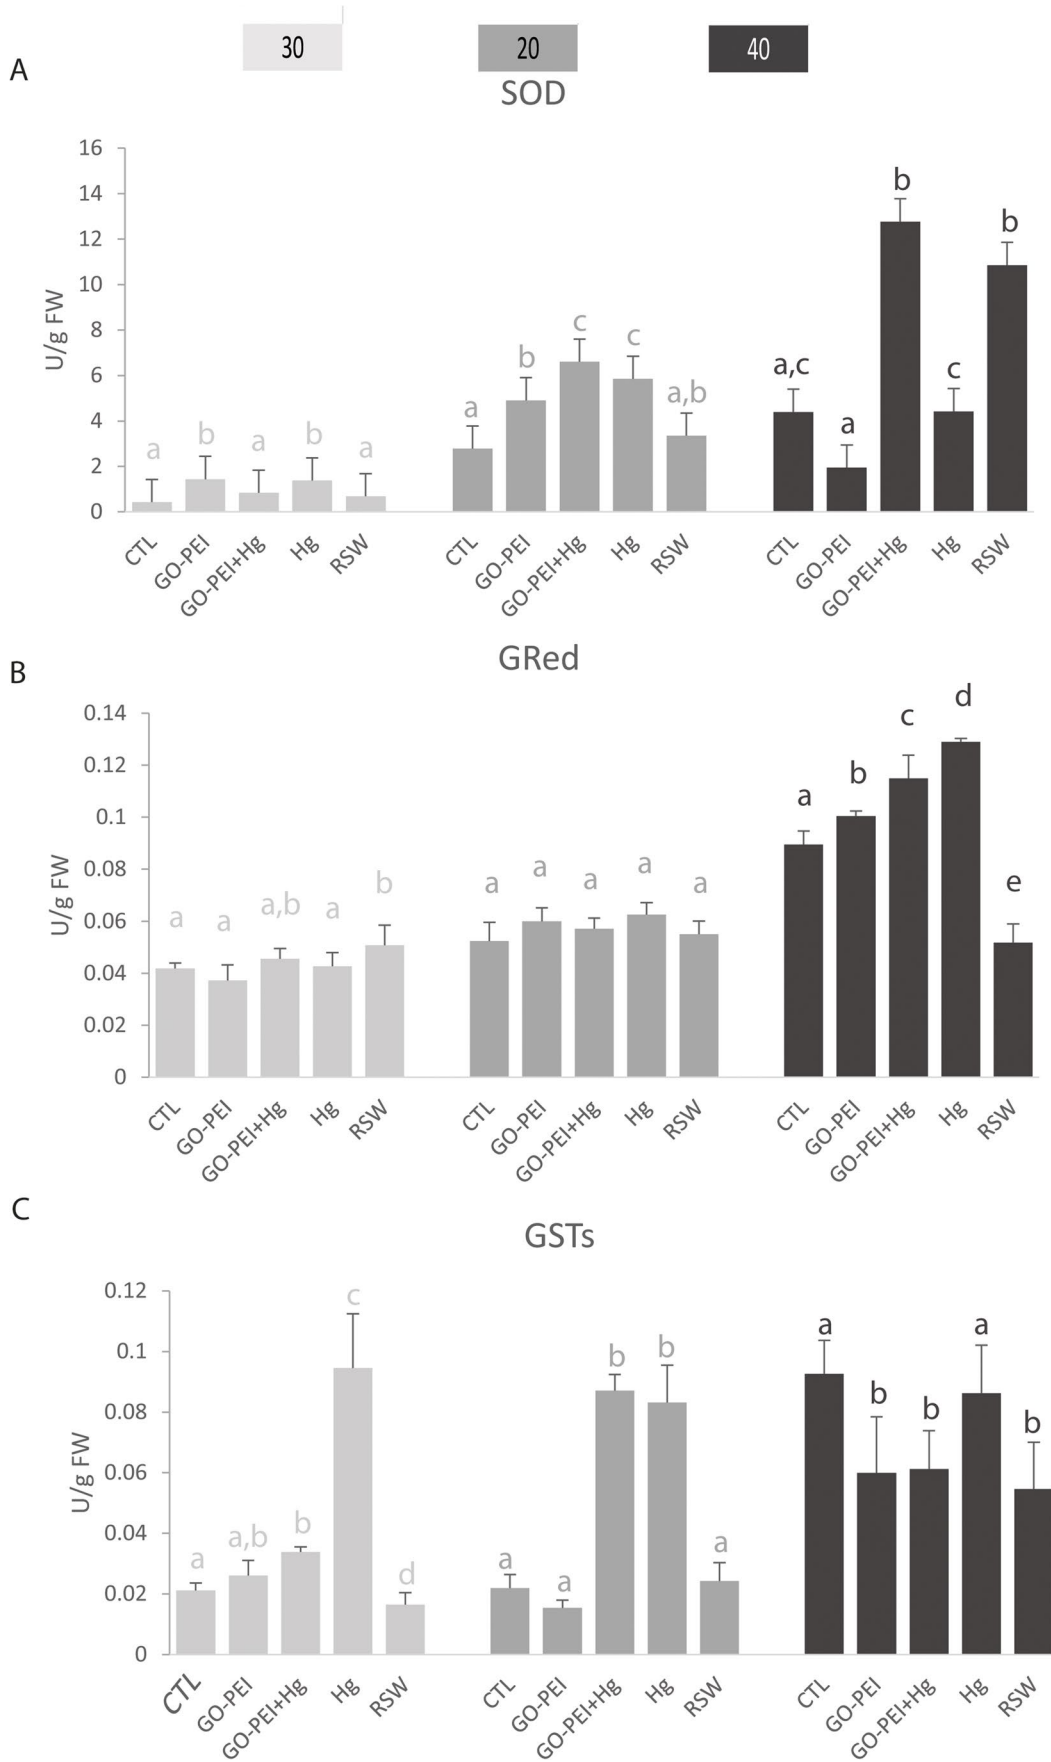 30 20 40
A
SOD
16
14
12
10
8
6
4
2
0
U/g FW
a b a b a
a b c c a,b
a,c a b c b
CTL GO-PEI GO-PEI+Hg Hg RSW
CTL GO-PEI GO-PEI+Hg Hg RSW
CTL GO-PEI GO-PEI+Hg Hg RSW
B
GRed
0.14
0.12
0.1
0.08
0.06
0.04
0.02
0
U/g FW
a a a,b a b
a a a a a
a b c d e
CTL GO-PEI GO-PEI+Hg Hg RSW
CTL GO-PEI GO-PEI+Hg Hg RSW
CTL GO-PEI GO-PEI+Hg Hg RSW
C
GSTs
0.12
0.1
0.08
0.06
0.04
0.02
0
U/g FW
a a,b b c d
a a b b a
a b b a b
CTL GO-PEI GO-PEI+Hg Hg RSW
CTL GO-PEI GO-PEI+Hg Hg RSW
CTL GO-PEI GO-PEI+Hg Hg RSW